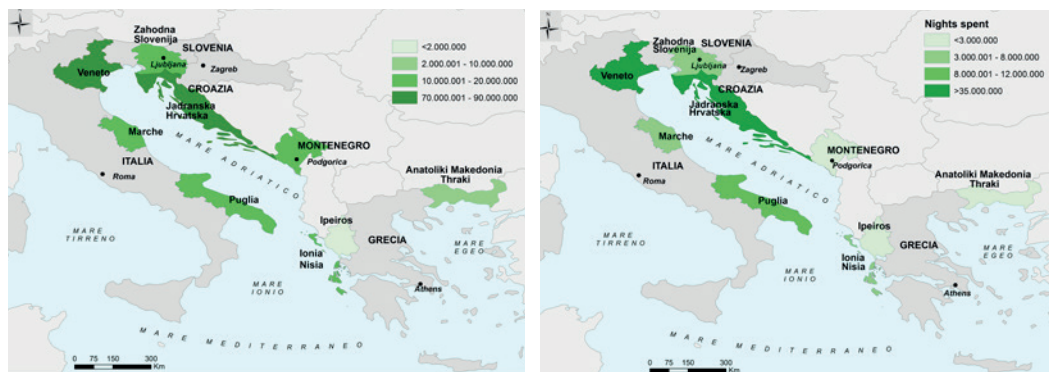 N
Zahodna
Slovenija
SLOVENIA
Ljubljana
Zagreb
Veneto
CROAZIA
Jadranska
Hrvatska
Marche
MONTENEGRO
Podgorica
ITALIA
Roma
MARE ADRIATICO
Anatoliki Makedonia
Thraki
Puglia
Ipeiros
GRECIA
MARE
TIRRENO
MARE
EGEO
Ionia
Nisia
MARE
IONIO
Athens
MARE MEDITERRANEO
0 75 150 300
Km
<2.000.000
2.000.001 - 10.000.000
10.000.001 - 20.000.000
70.000.001 - 90.000.000
N
Zahodna
Slovenija
SLOVENIA
Ljubljana
Zagreb
Veneto
CROAZIA
Jadranska
Hrvatska
Marche
MONTENEGRO
Podgorica
ITALIA
Roma
MARE ADRIATICO
Anatoliki Makedonia
Thraki
Puglia
Ipeiros
GRECIA
MARE
TIRRENO
MARE
EGEO
Ionia
Nisia
MARE
IONIO
Athens
MARE MEDITERRANEO
0 75 150 300
Km
Nights spent
<3.000.000
3.000.001 - 8.000.000
8.000.001 - 12.000.000
>35.000.000